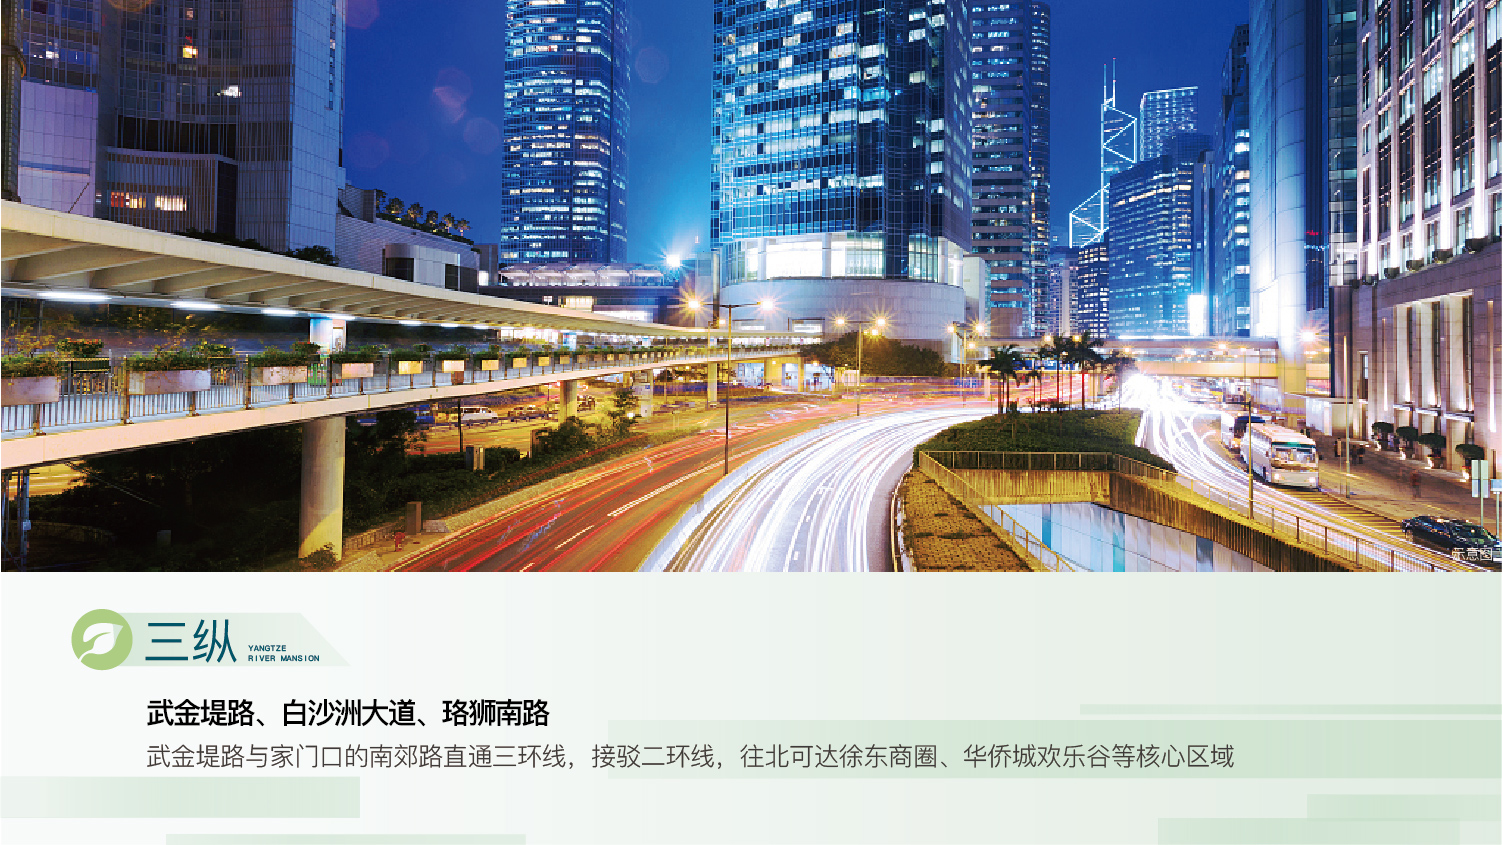 示意图
三纵
YANGTZE
RIVER MANSION
武金堤路、白沙洲大道、珞狮南路
武金堤路与家门口的南郊路直通三环线，接驳二环线，往北可达徐东商圈、华侨城欢乐谷等核心区域